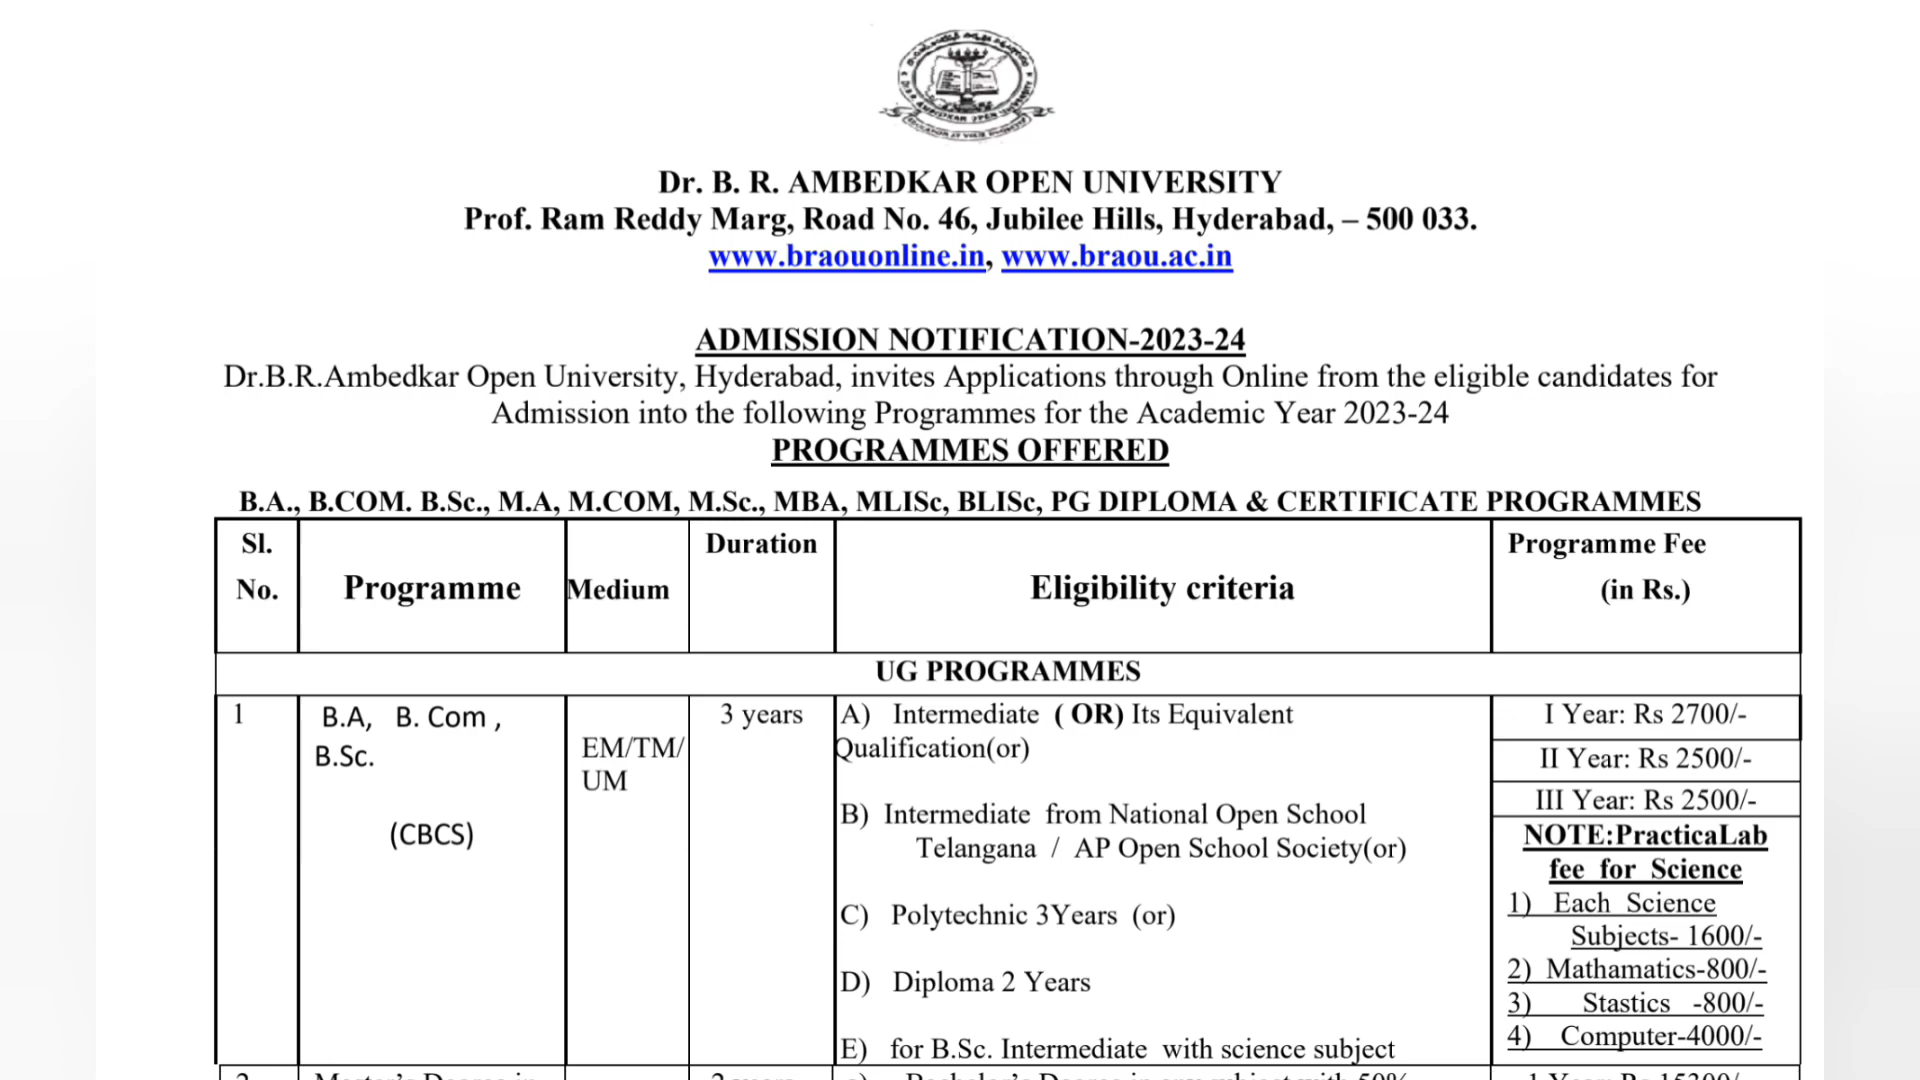 Dr. B. R. AMBEDKAR OPEN UNIVERSITY
Prof. Ram Reddy Marg, Road No. 46, Jubilee Hills, Hyderabad, – 500 033.
www.braouonline.in, www.braou.ac.in
ADMISSION NOTIFICATION-2023-24
Dr.B.R.Ambedkar Open University, Hyderabad, invites Applications through Online from the eligible candidates for
Admission into the following Programmes for the Academic Year 2023-24
PROGRAMMES OFFERED
B.A., B.COM. B.Sc., M.A, M.COM, M.Sc., MBA, MLISc, BLISc, PG DIPLOMA & CERTIFICATE PROGRAMMES
Sl.
No.
Programme
Medium
Duration
Eligibility criteria
Programme Fee
(in Rs.)
UG PROGRAMMES
1
B.A, B. Com ,
B.Sc.
(CBCS)
EM/TM/
UM
3 years
A) Intermediate ( OR) Its Equivalent
Qualification(or)
B) Intermediate from National Open School
Telangana / AP Open School Society(or)
C) Polytechnic 3Years (or)
D) Diploma 2 Years
E) for B.Sc. Intermediate with science subject
I Year: Rs 2700/-
II Year: Rs 2500/-
III Year: Rs 2500/-
NOTE:PracticaLab
fee for Science
1) Each Science
Subjects- 1600/-
2) Mathamatics-800/-
3) Stastics -800/-
4) Computer-4000/-